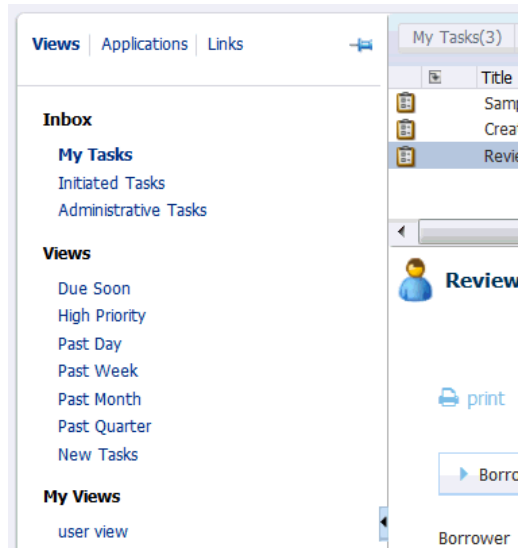 Views Applications Links
Inbox
My Tasks
Initiated Tasks
Administrative Tasks
Views
Due Soon
High Priority
Past Day
Past Week
Past Month
Past Quarter
New Tasks
My Views
user view
My Tasks(3)
Title
Review
print
Borrower